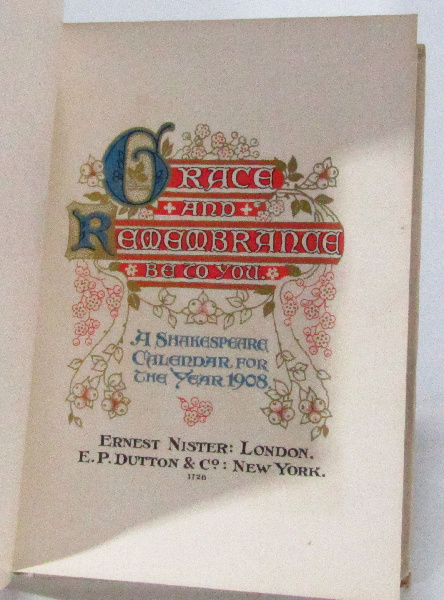 GRACE
AND
REMEMBRANCE
BE TO YOU.
A SHAKESPEARE
CALENDAR FOR
THE YEAR 1908.
ERNEST NISTER: LONDON.
E. P. DUTTON & Co: NEW YORK.
1728